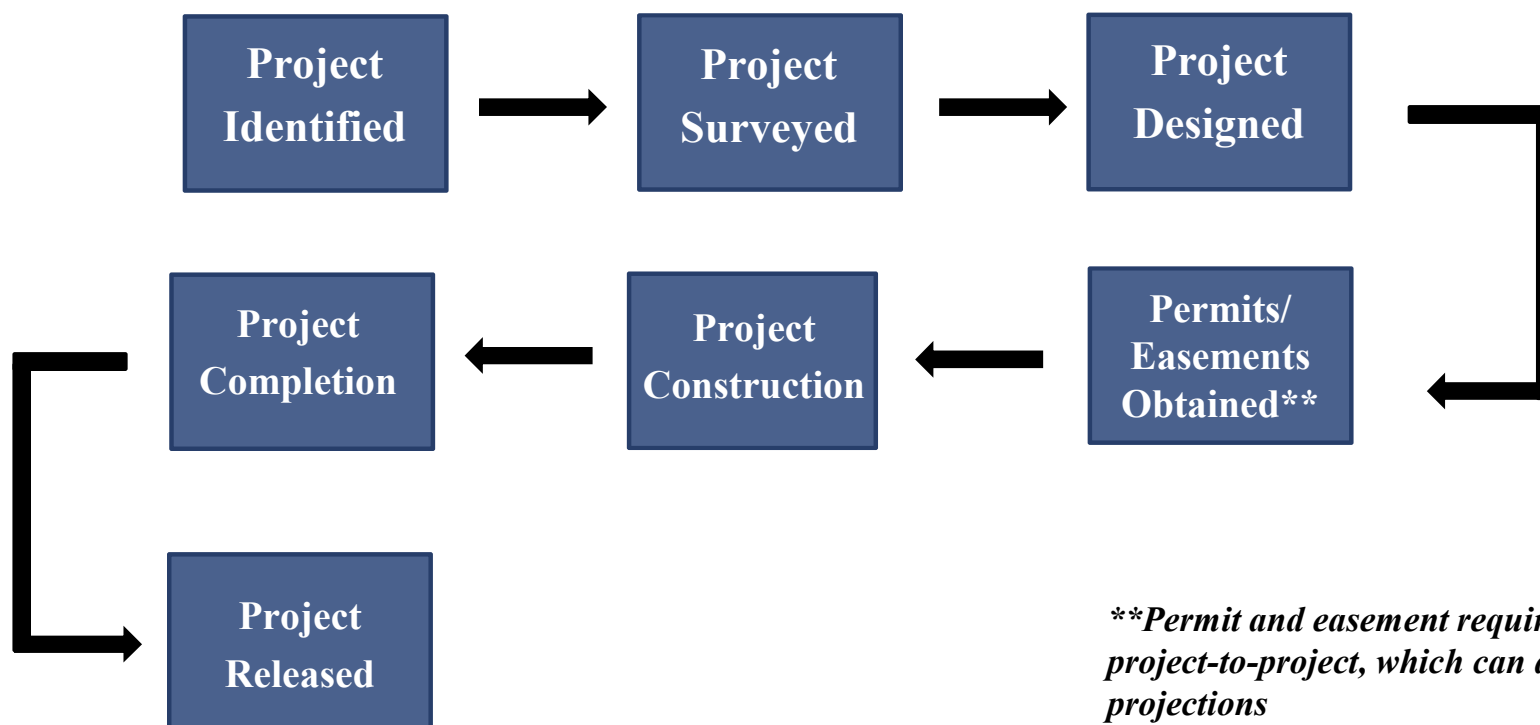 Project
Identified
Project
Surveyed
Project
Designed
Permits/
Easements
Obtained**
Project
Construction
Project
Completion
Project
Released
**Permit and easement
project-to-project, which can
projections